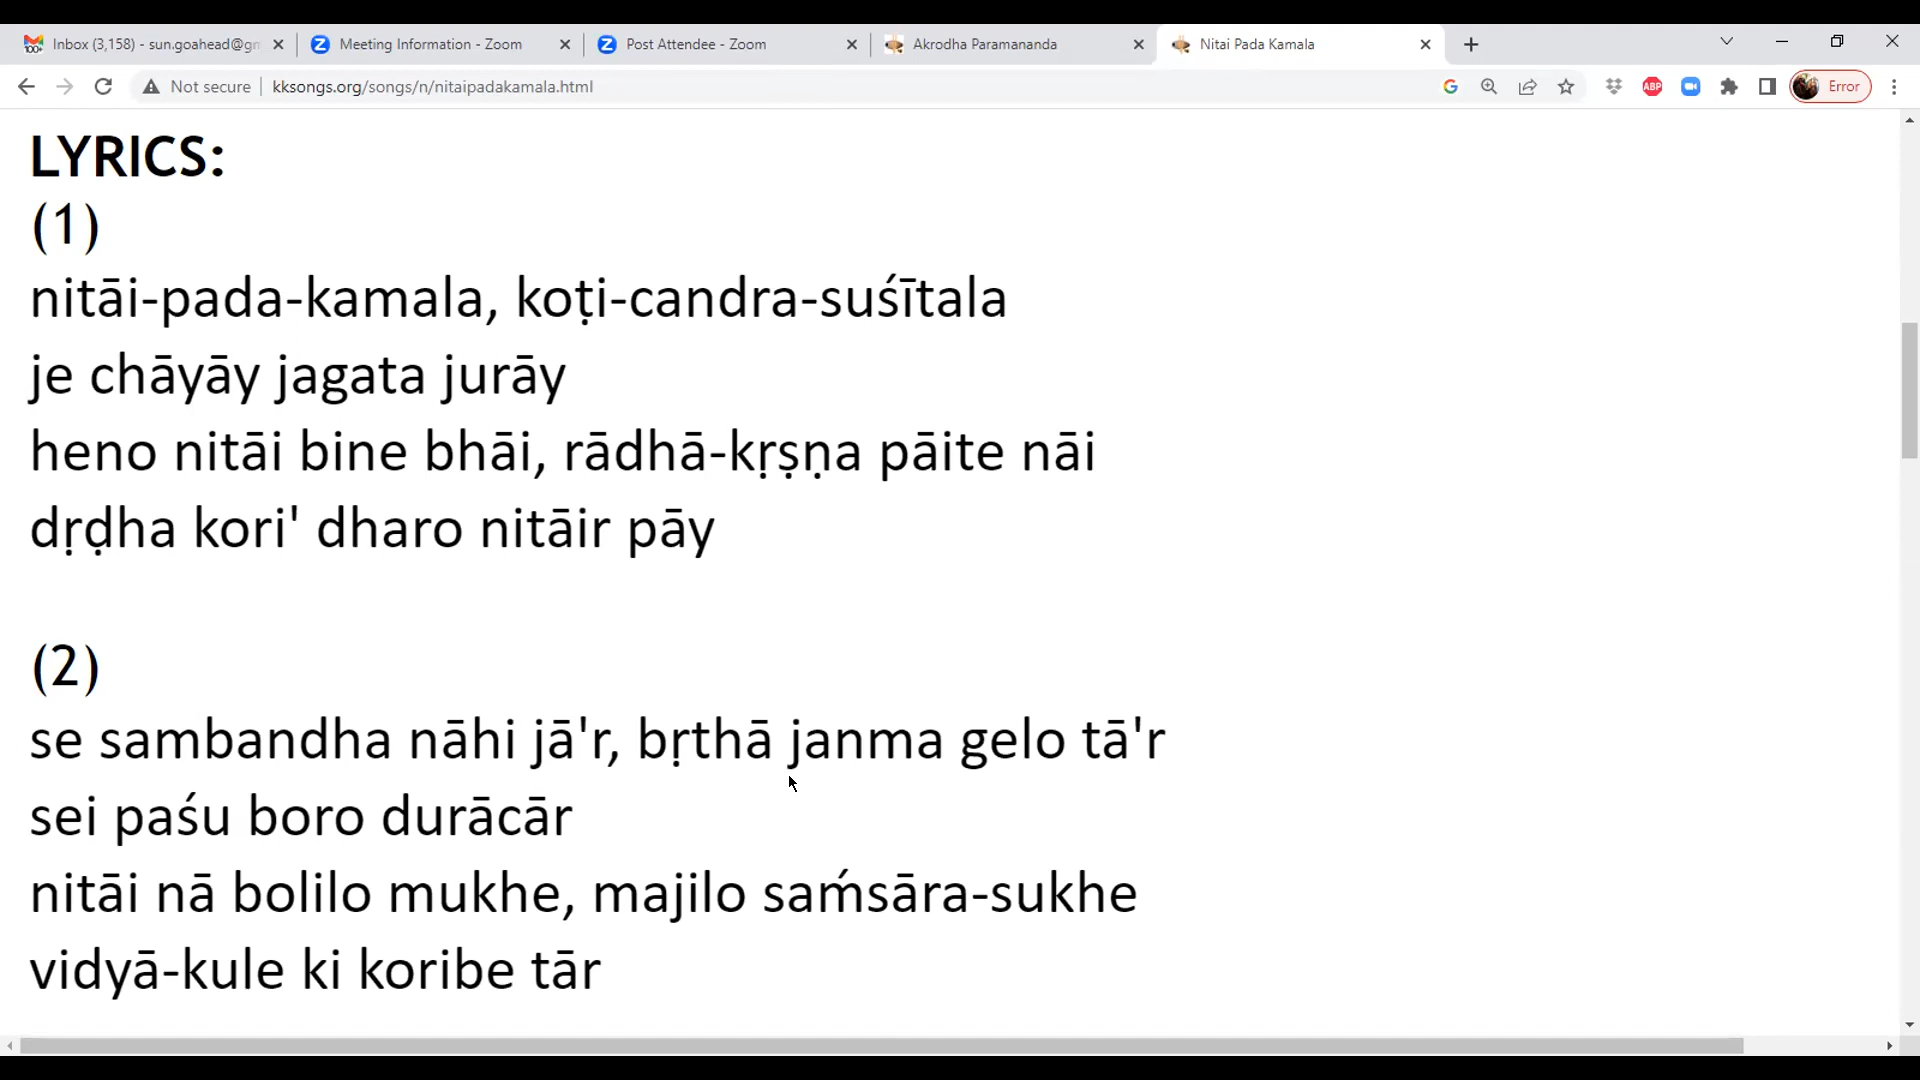 Inbox (3,158) - sun.goahead@gm
Meeting Information - Zoom
Post Attendee - Zoom
Akrodha Paramananda
Nitai Pada Kamala
Not secure
kksongs.org/songs/n/nitaipadakamala.html
ABP
Error
LYRICS:
(1)
nitāi-pada-kamala, koṭi-candra-suśītala
je chāyāy jagata jurāy
heno nitāi bine bhāi, rādhā-kṛṣṇa pāite nāi
dṛḍha kori' dharo nitāir pāy
(2)
se sambandha nāhi jā'r, bṛthā janma gelo tā'r
sei paśu boro durācār
nitāi nā bolilo mukhe, majilo saḿsāra-sukhe
vidyā-kule ki koribe tār